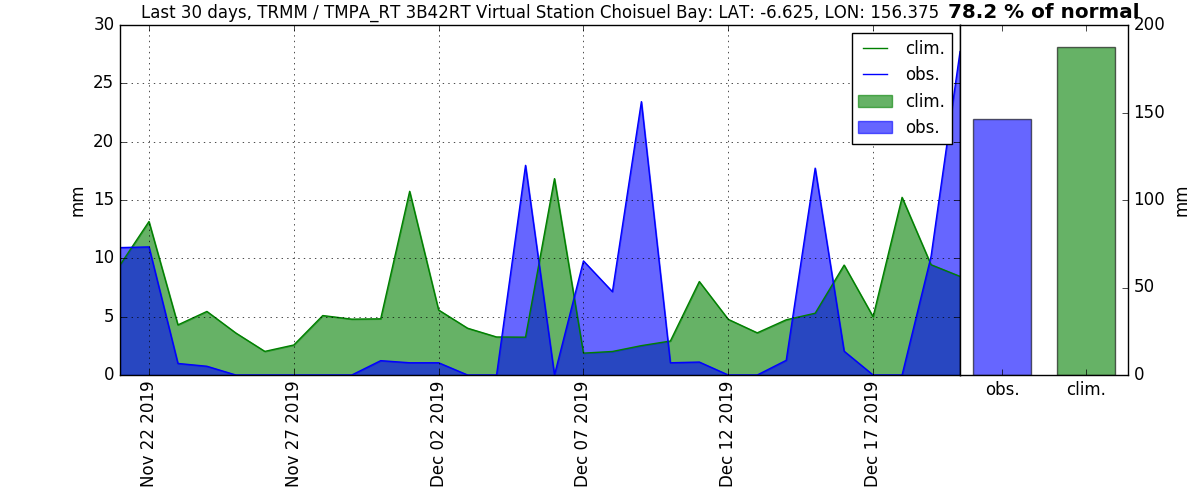 Last 30 days, TRMM / TMPA_RT 3B42RT Virtual Station Choisuel Bay: LAT: -6.625, LON: 156.375
78.2 % of normal
30
25
20
15
10
5
0
mm
clim.
obs.
clim.
obs.
200
150
100
50
0
mm
obs.
clim.
Nov 22 2019
Nov 27 2019
Dec 02 2019
Dec 07 2019
Dec 12 2019
Dec 17 2019